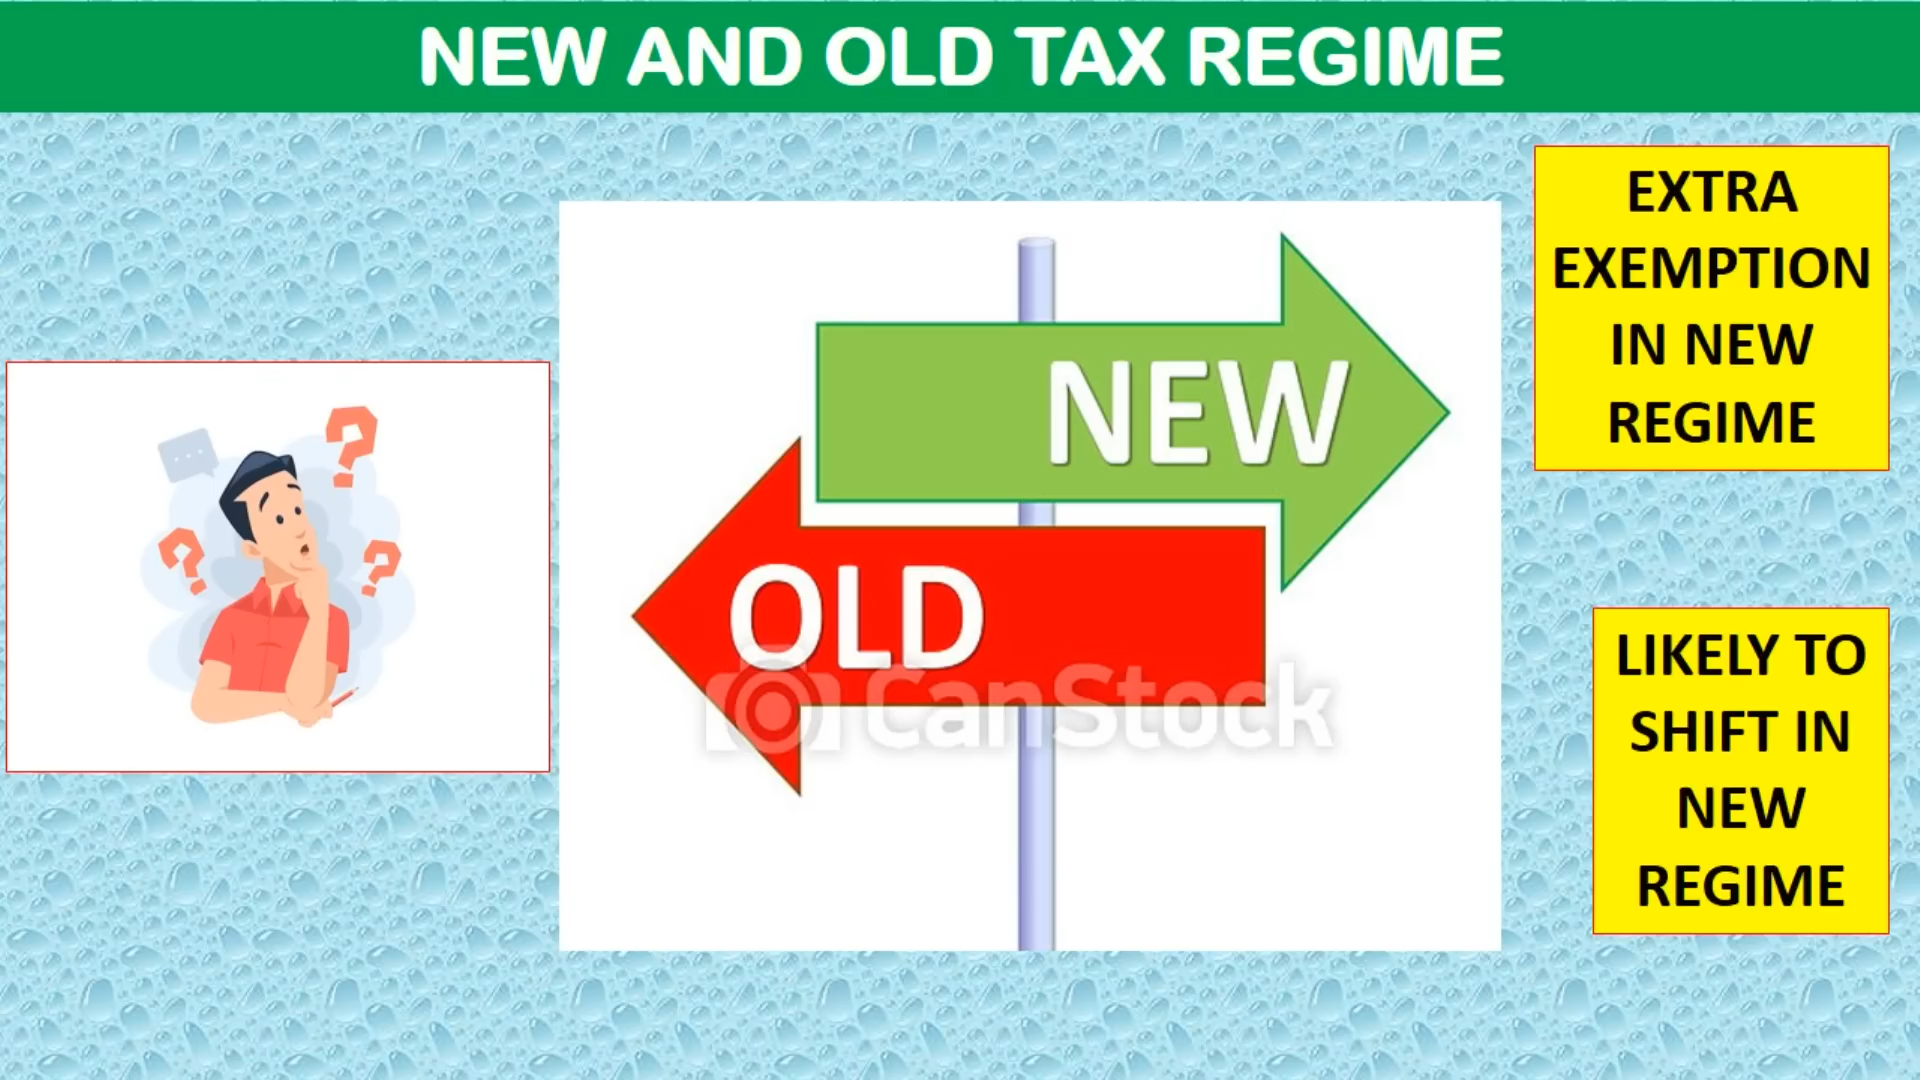 NEW AND OLD TAX REGIME
EXTRA
EXEMPTION
IN NEW
REGIME
NEW
OLD
CanStock
LIKELY TO
SHIFT IN
NEW
REGIME